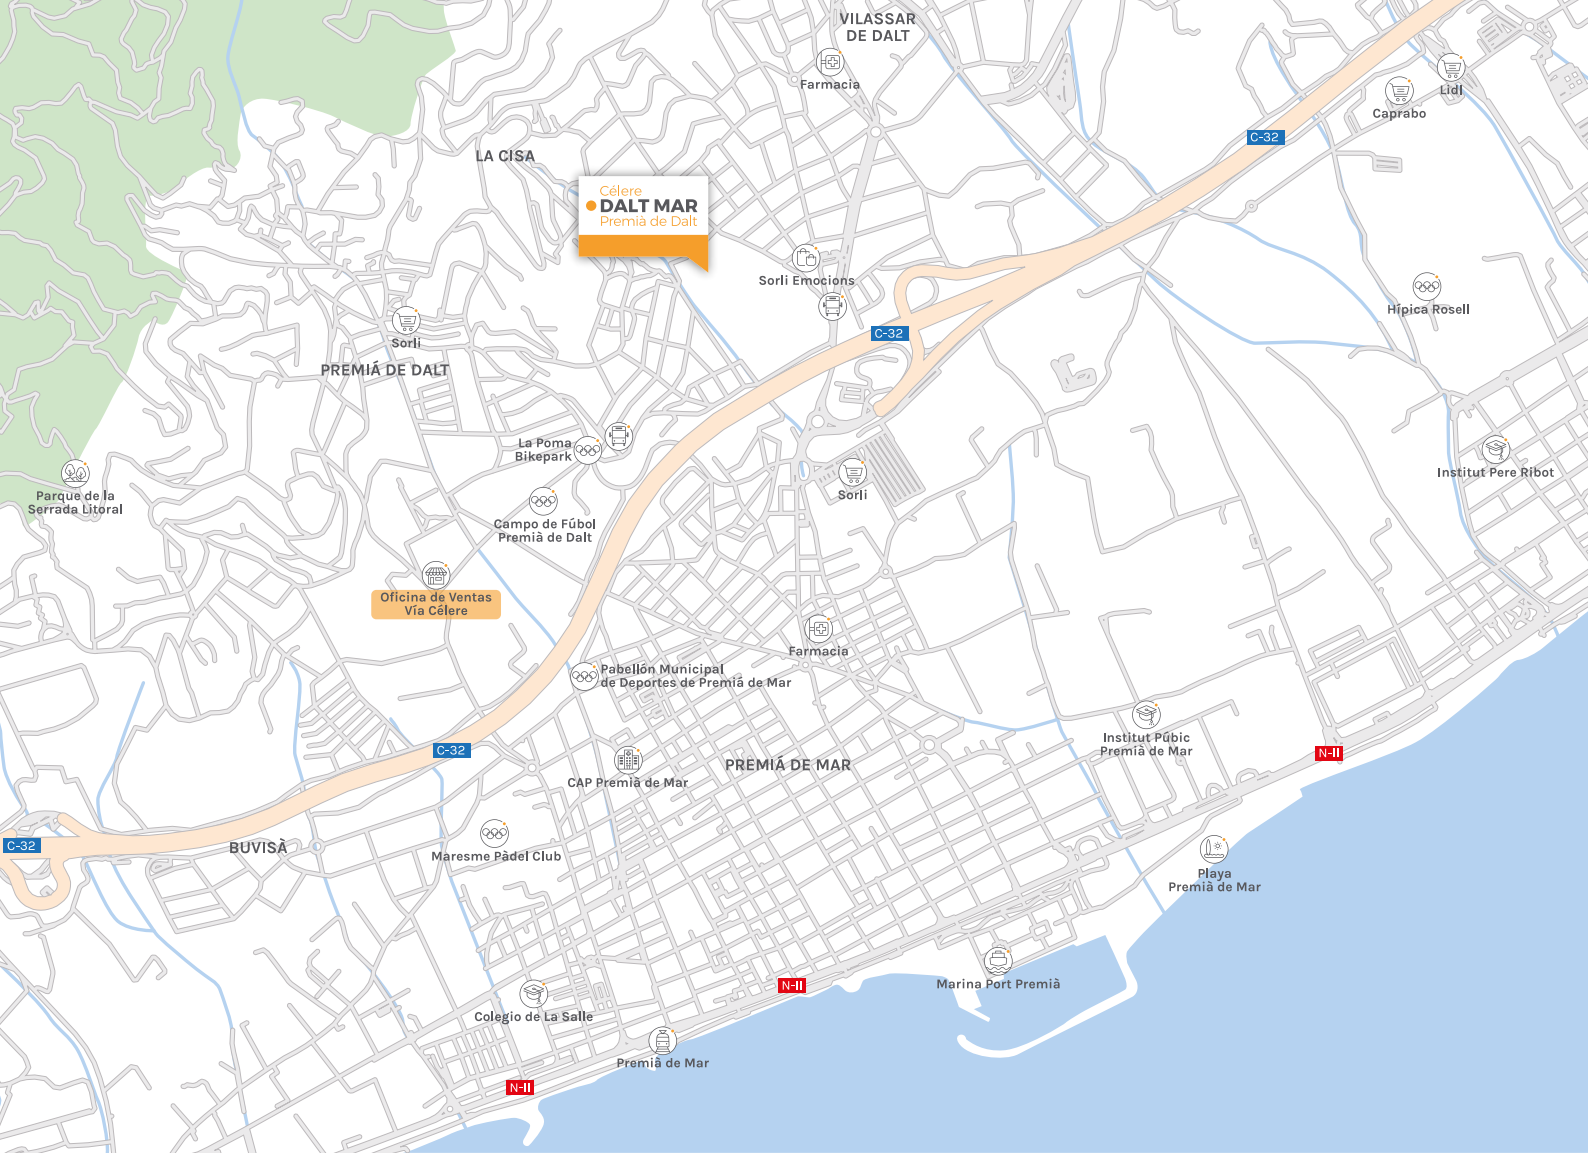 VILASSAR
DE DALT
Farmacia
Lidl
Caprabo
C-32
LA CISA
Célere
DALT MAR
Premià de Dalt
Sorli Emocions
Hípica Rosell
C-32
Sorli
PREMIÁ DE DALT
La Poma
Bikepark
Institut Pere Ribot
Parque de la
Serrada Litoral
Sorli
Campo de Fúbol
Premià de Dalt
Oficina de Ventas
Vía Célere
Farmacia
Pabellón Municipal
de Deportes de Premiá de Mar
Institut Púbic
Premià de Mar
N-II
C-32
PREMIÁ DE MAR
CAP Premià de Mar
C-32
BUVISÀ
Maresme Pàdel Club
Playa
Premià de Mar
N-II
Marina Port Premià
Colegio de La Salle
Premià de Mar
N-II